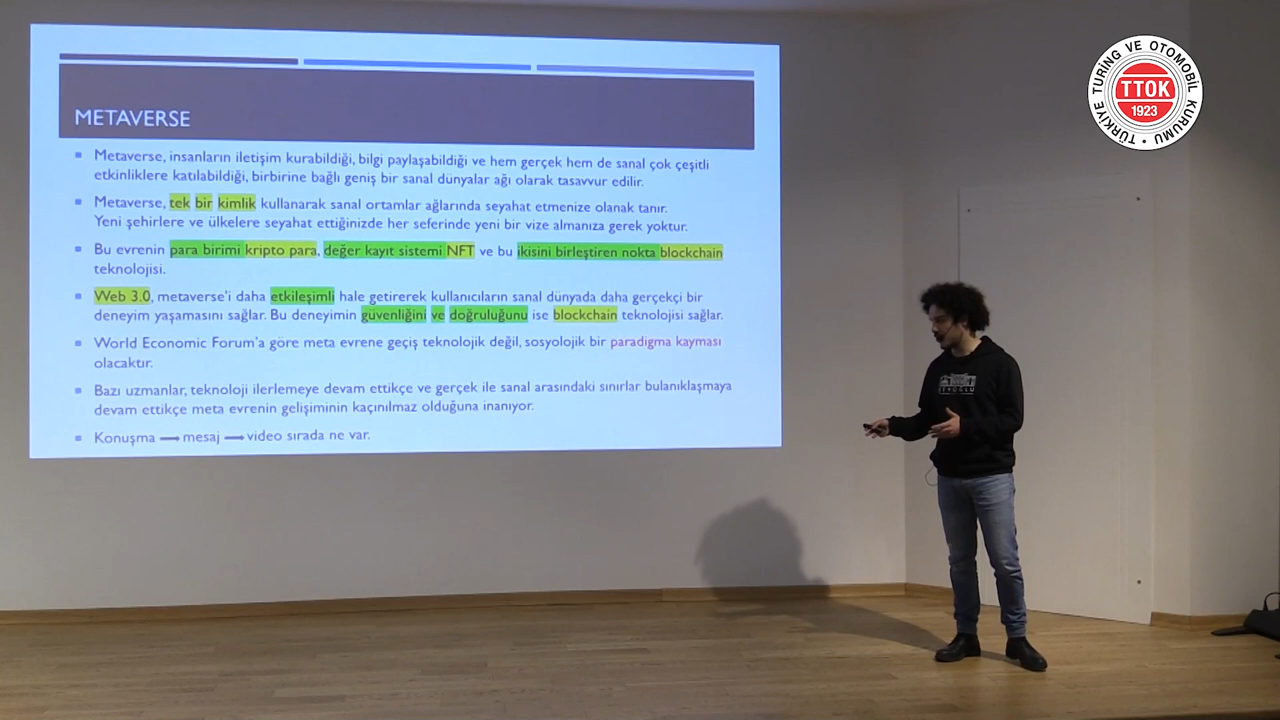 METAVERSE
Metaverse, insanların iletişim kurabildiği, bilgi paylaşabildiği ve hem gerçek hem de sanal çok çeşitli
etkinliklere katılabildiği, birbirine bağlı geniş bir sanal dünyalar ağı olarak tasavvur edilir.
Metaverse, tek bir kimlik kullanarak sanal ortamlar ağlarında seyahat etmenize olanak tanır.
Yeni şehirlere ve ülkelere seyahat ettiğinizde her seferinde yeni bir vize almanıza gerek yoktur.
Bu evrenin para birimi kripto para, değer kayıt sistemi NFT ve bu ikisini birleştiren nokta blockchain
teknolojisi.
Web 3.0, metaverse'i daha etkileşimli hale getirerek kullanıcıların sanal dünyada daha gerçekçi bir
deneyim yaşamasını sağlar. Bu deneyimin güvenliğini ve doğruluğunu ise blockchain teknolojisi sağlar.
World Economic Forum'a göre meta evrene geçiş teknolojik değil, sosyolojik bir paradigma kayması
olacaktır.
Bazı uzmanlar, teknoloji ilerlemeye devam ettikçe ve gerçek ile sanal arasındaki sınırlar bulanıklaşmaya
devam ettikçe meta evrenin gelişiminin kaçınılmaz olduğuna inanıyor.
Konuşma → mesaj → video sırada ne var.
TÜRKİYE TURING VE OTOMOBİL KURUMU
TTOK
1923